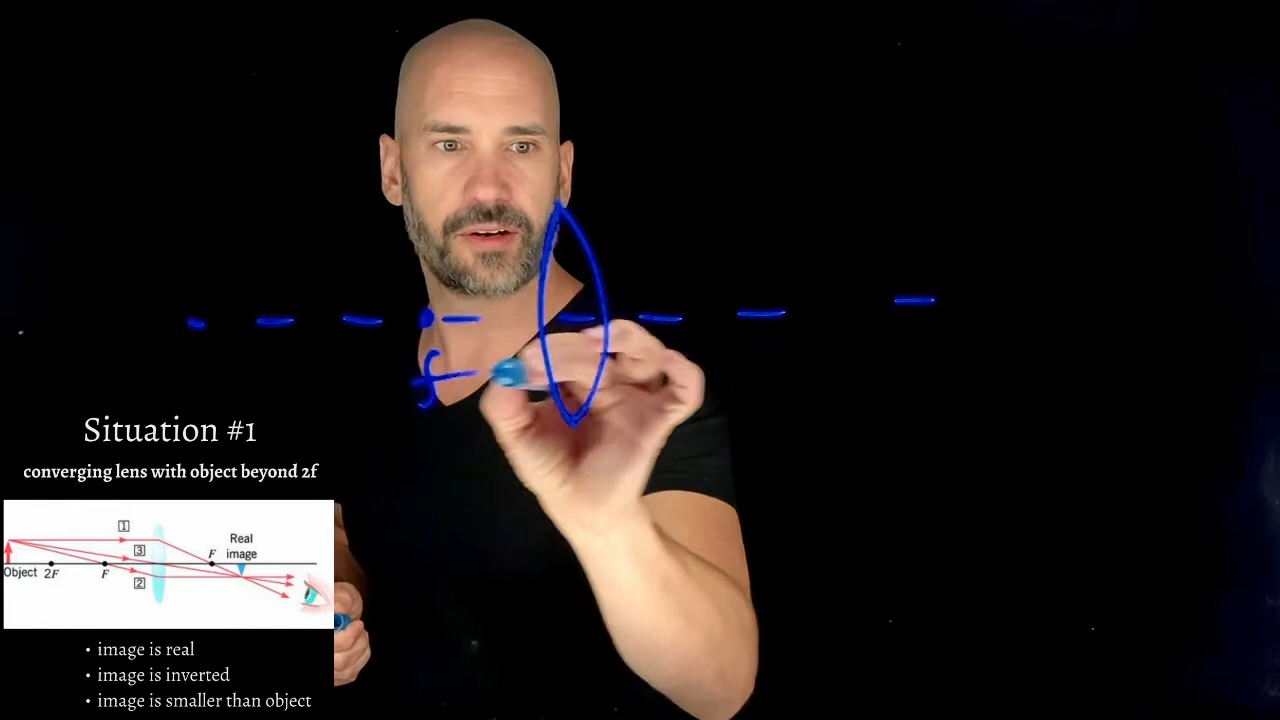 f
Situation #1
converging lens with object beyond 2f
1
Real
3
F
image
Object 2F F
2
• image is real
• image is inverted
• image is smaller than object